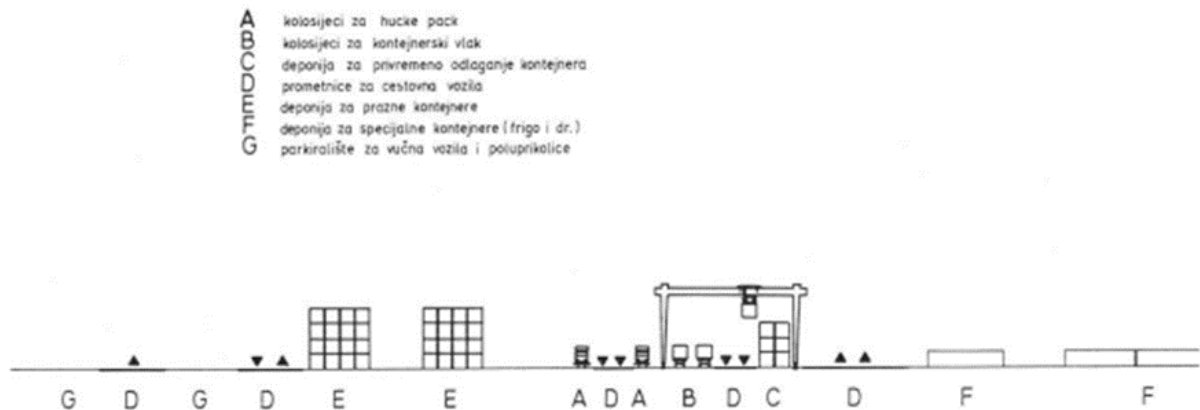 A kolosijeci za hucke pack
B kolosijeci za kontejnerski vlak
C deponija za privremeno odlaganje kontejnera
D prometnice za cestovna vozila
E deponija za prazne kontejnere
F deponija za specijalne kontejnere (frigo i dr.)
G parkiralište za vučna vozila i poluprikolice
G D G D E E A D A B D C D F F